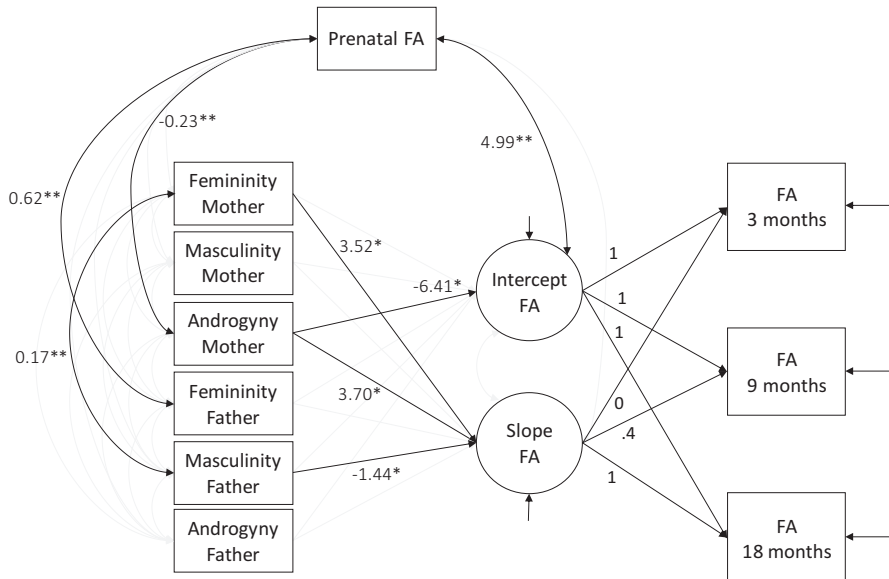 Prenatal FA
-0.23**
4.99**
0.62**
Femininity
Mother
FA
3 months
3.52*
1
Masculinity
Mother
Intercept
FA
-6.41*
1
Androgyny
Mother
1
0.17**
FA
9 months
3.70*
0
Femininity
Father
.4
Slope
FA
Masculinity
Father
-1.44*
1
Androgyny
Father
FA
18 months